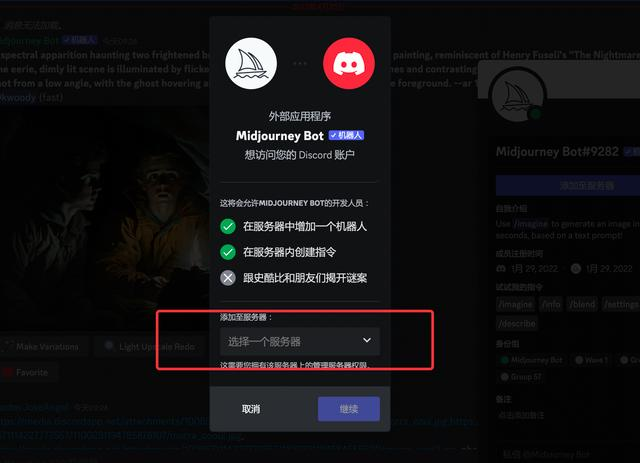 消息无法加载。
Midjourney Bot 机器人 今天09:26
spectral apparition haunting two frightened
painting, reminiscent of Henry Fuseli's "The Nightmare
eerie, dimly lit scene is illuminated by
and contrasting
from a low angle, with the ghost hovering
foreground. --ar
@kwoody (fast)
外部应用程序
Midjourney Bot 机器人
想访问您的 Discord 账户
这将会允许MIDJOURNEY BOT的开发人员：
在服务器中增加一个机器人
在服务器内创建指令
跟史酷比和朋友们揭开谜案
添加至服务器：
选择一个服务器
这需要您拥有该服务器上的管理服务器权限。
取消
继续
Make Variations
Light Upscale Redo
Favorite
Midjourney Bot#9282
添加至服务器
自我介绍
Use /imagine to generate an image in
seconds, based on a text prompt!
成员注册时间
1月 29, 2022 1月 29, 2022
试试我的指令
/imagine /info /blend /settings
/describe
身份组
Midjourney Bot Wave 1
Group 57
备注
点击添加备注
私信 @Midjourney Bot